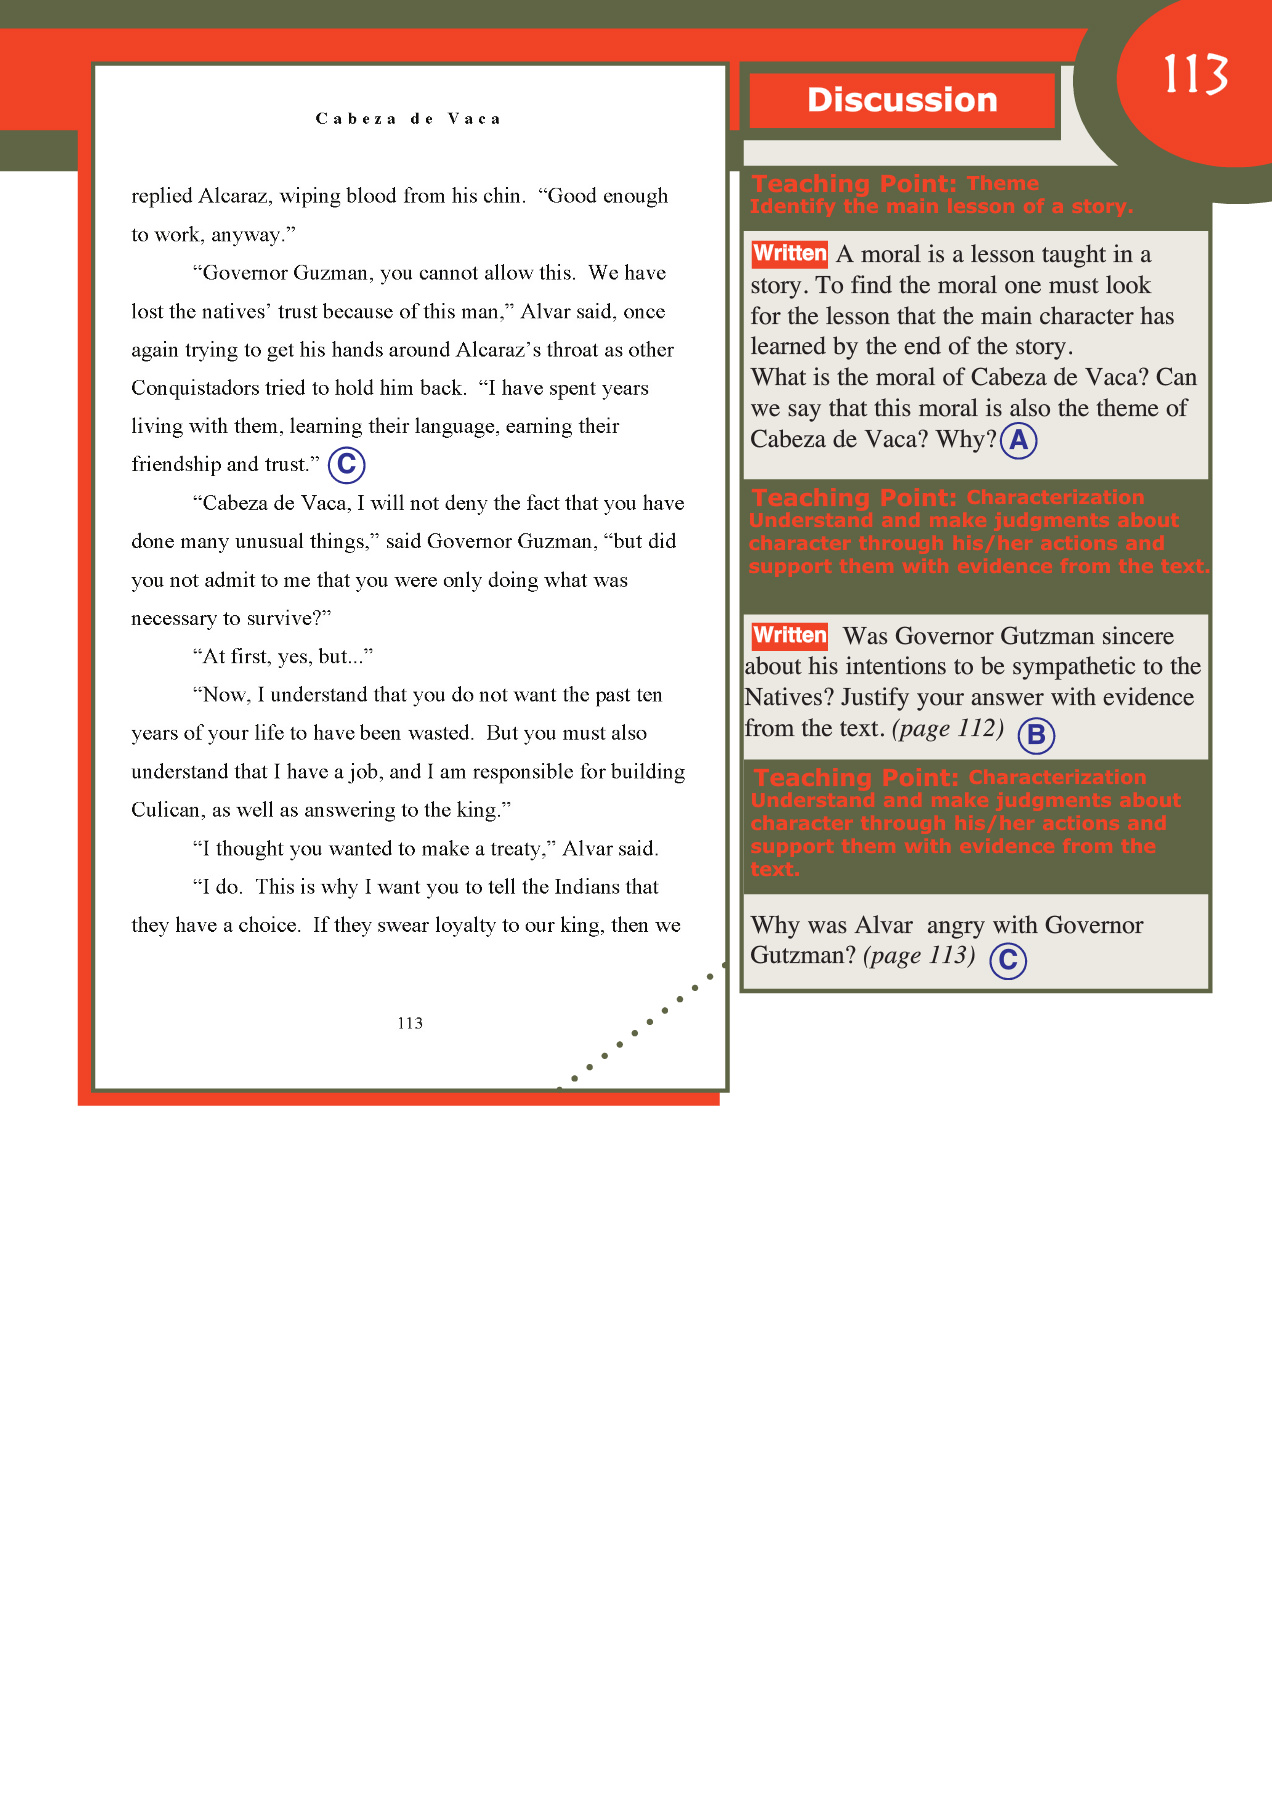 113
Cabeza de Vaca
replied Alcaraz, wiping blood from his chin.  “Good enough
to work, anyway.”
“Governor Guzman, you cannot allow this.  We have
lost the natives’ trust because of this man,” Alvar said, once
again trying to get his hands around Alcaraz’s throat as other
Conquistadors tried to hold him back.  “I have spent years
living with them, learning their language, earning their
friendship and trust.” C
“Cabeza de Vaca, I will not deny the fact that you have
done many unusual things,” said Governor Guzman, “but did
you not admit to me that you were only doing what was
necessary to survive?”
“At first, yes, but...”
“Now, I understand that you do not want the past ten
years of your life to have been wasted.  But you must also
understand that I have a job, and I am responsible for building
Culican, as well as answering to the king.”
“I thought you wanted to make a treaty,” Alvar said.
“I do.  This is why I want you to tell the Indians that
they have a choice.  If they swear loyalty to our king, then we
113
Discussion
Teaching Point: Theme
Identify the main lesson of a story.
Written A moral is a lesson taught in a
story. To find the moral one must look
for the lesson that the main character has
learned by the end of the story.
What is the moral of Cabeza de Vaca? Can
we say that this moral is also the theme of
Cabeza de Vaca? Why? A
Teaching Point: Characterization
Understand and make judgments about
character through his/her actions and
support them with evidence from the text.
Written Was Governor Gutzman sincere
about his intentions to be sympathetic to the
Natives? Justify your answer with evidence
from the text. (page 112) B
Teaching Point: Characterization
Understand and make judgments about
character through his/her actions and
support them with evidence from the
text.
Why was Alvar  angry with Governor
Gutzman? (page 113) C